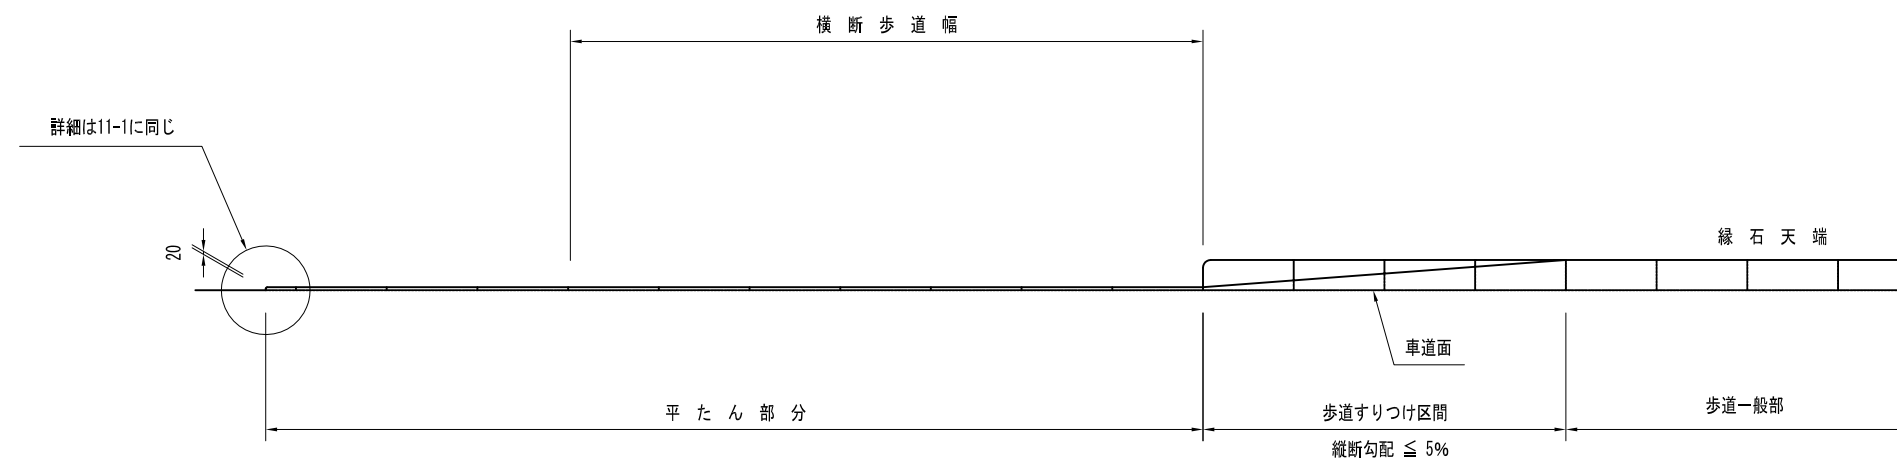 横断歩道幅
詳細は11-1に同じ
20
縁石天端
車道面
平たん部分
歩道すりつけ区間
歩道一般部
縦断勾配 ≦ 5%